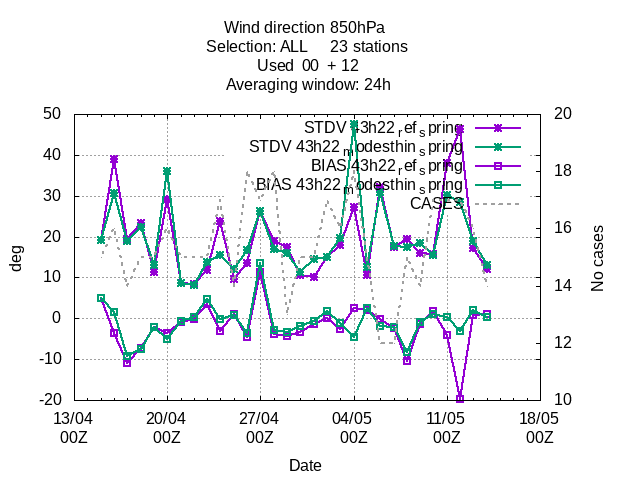 Wind direction 850hPa
Selection: ALL 23 stations
Used 00 + 12
Averaging window: 24h
STDV 43h22_ref_spring
STDV 43h22_modesthin_spring
BIAS 43h22_ref_spring
BIAS 43h22_modesthin_spring
CASES
50
40
30
20
10
0
-10
-20
deg
20
18
16
14
12
10
No cases
13/04 20/04 27/04 04/05 11/05 18/05
00Z 00Z 00Z 00Z 00Z 00Z
Date